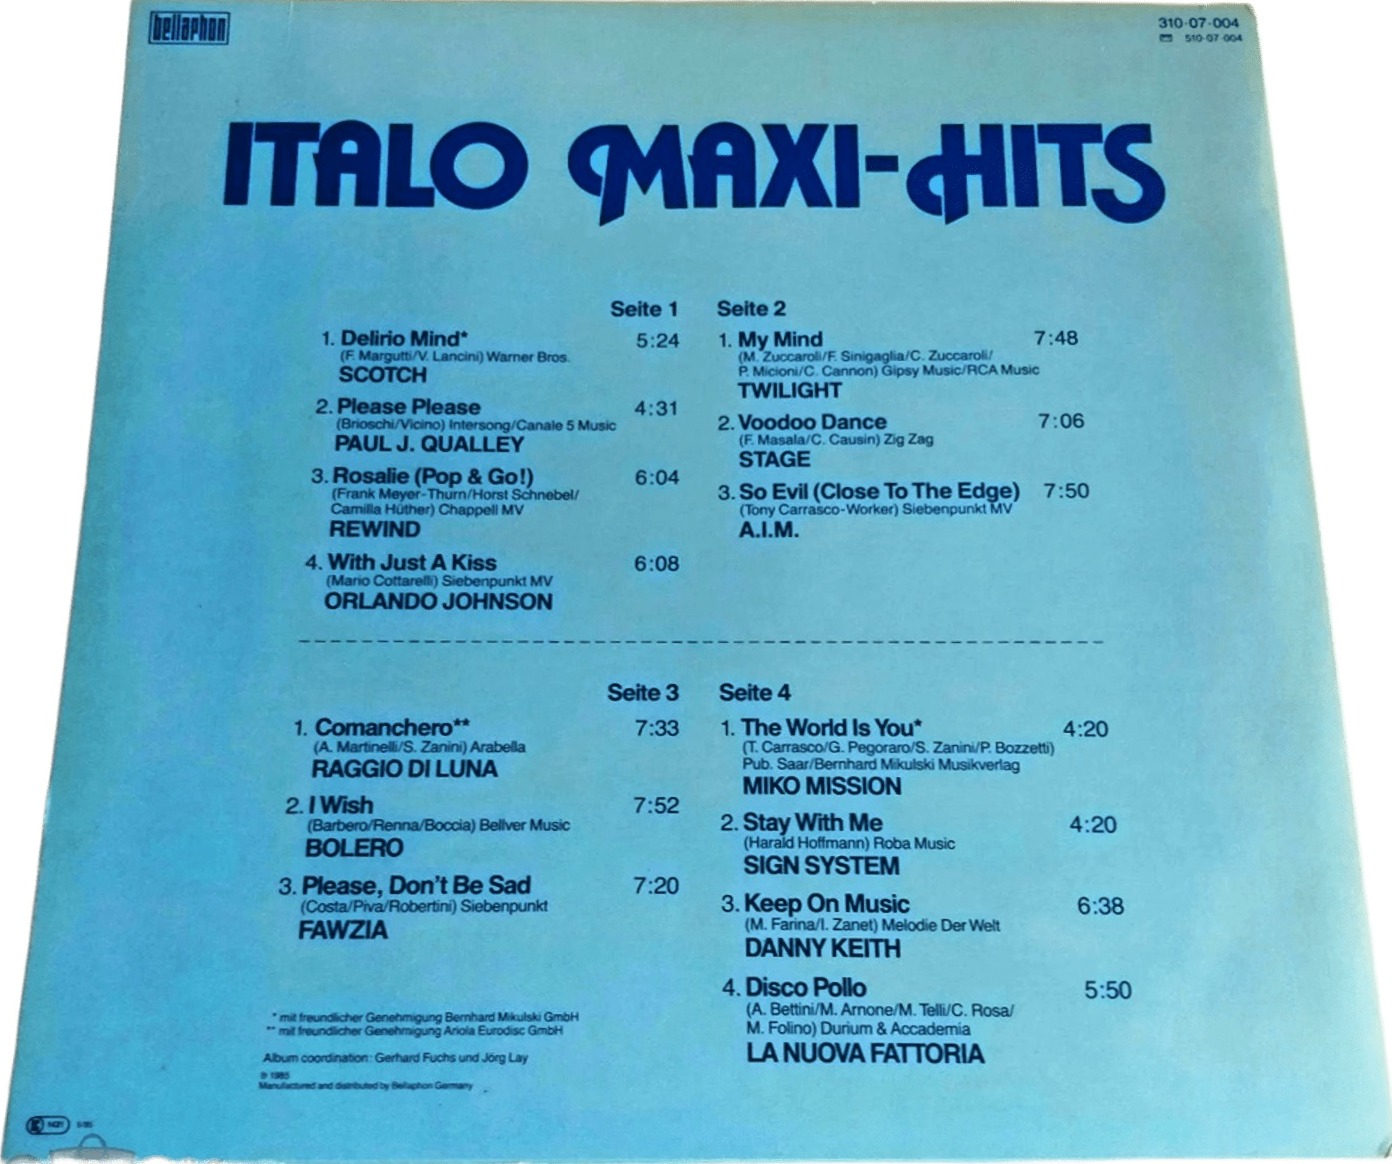 bellaphon
310·07·004
510·07·004
ITALO MAXI-HITS
Seite 1
1. Delirio Mind* 5:24
(F. Margutti/V. Lancini) Warner Bros.
SCOTCH
2. Please Please 4:31
(Brioschi/Vicino) Intersong/Canale 5 Music
PAUL J. QUALLEY
3. Rosalie (Pop & Go!) 6:04
(Frank Meyer-Thurn/Horst Schnebel/
Camilla Hüther) Chappell MV
REWIND
4. With Just A Kiss 6:08
(Mario Cottarelli) Siebenpunkt MV
ORLANDO JOHNSON
Seite 2
1. My Mind 7:48
(M. Zuccaroli/F. Sinigaglia/C. Zuccaroli/
P. Micioni/C. Cannon) Gipsy Music/RCA Music
TWILIGHT
2. Voodoo Dance 7:06
(F. Masala/C. Causin) Zig Zag
STAGE
3. So Evil (Close To The Edge) 7:50
(Tony Carrasco-Worker) Siebenpunkt MV
A.I.M.
Seite 3
1. Comanchero** 7:33
(A. Martinelli/S. Zanini) Arabella
RAGGIO DI LUNA
2. I Wish 7:52
(Barbero/Renna/Boccia) Bellver Music
BOLERO
3. Please, Don't Be Sad 7:20
(Costa/Piva/Robertini) Siebenpunkt
FAWZIA
Seite 4
1. The World Is You* 4:20
(T. Carrasco/G. Pegoraro/S. Zanini/P. Bozzetti)
Pub. Saar/Bernhard Mikulski Musikverlag
MIKO MISSION
2. Stay With Me 4:20
(Harald Hoffmann) Roba Music
SIGN SYSTEM
3. Keep On Music 6:38
(M. Farina/I. Zanet) Melodie Der Welt
DANNY KEITH
4. Disco Pollo 5:50
(A. Bettini/M. Arnone/M. Telli/C. Rosa/
M. Folino) Durium & Accademia
LA NUOVA FATTORIA
* mit freundlicher Genehmigung Bernhard Mikulski GmbH
** mit freundlicher Genehmigung Ariola Eurodisc GmbH
Album coordination: Gerhard Fuchs und Jörg Lay
℗ 1985
Manufactured and distributed by Bellaphon Germany